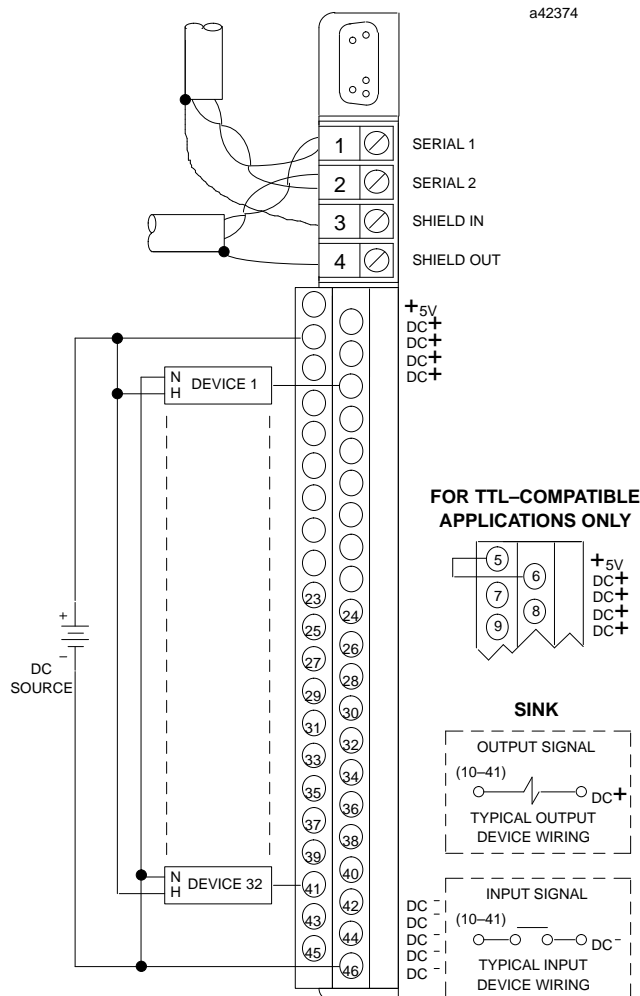 a42374
1 SERIAL 1
2 SERIAL 2
3 SHIELD IN
4 SHIELD OUT
+5V
DC+
DC+
DC+
DC+
N
H
DEVICE 1
FOR TTL–COMPATIBLE
APPLICATIONS ONLY
5
6
7
8
9
+5V
DC+
DC+
DC+
DC+
+
–
DC
SOURCE
23
24
25
26
27
28
29
30
31
32
33
34
35
36
37
38
39
40
41
42
43
44
45
46
N
H
DEVICE 32
DC -
DC -
DC -
DC -
DC -
SINK
OUTPUT SIGNAL
(10–41)
DC+
TYPICAL OUTPUT
DEVICE WIRING
INPUT SIGNAL
(10–41)
DC-
TYPICAL INPUT
DEVICE WIRING